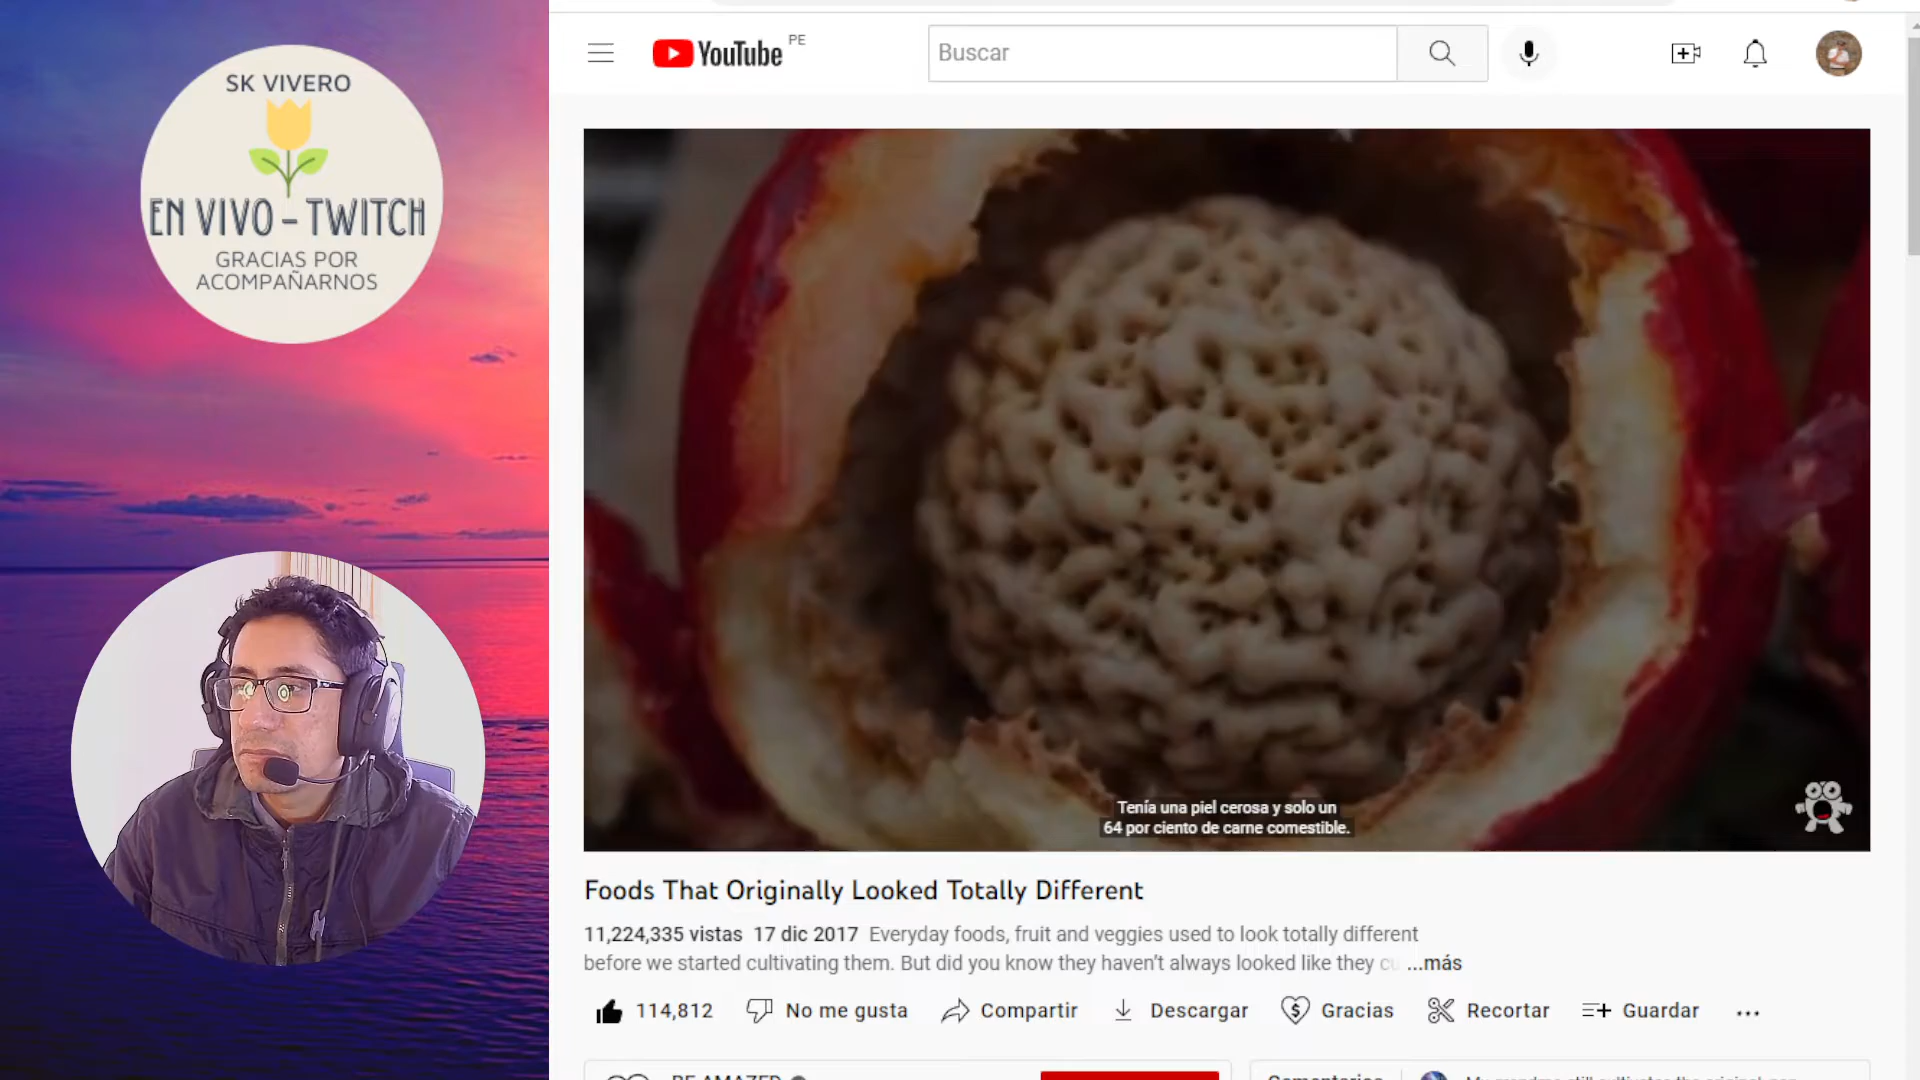 SK VIVERO
EN VIVO - TWITCH
GRACIAS POR
ACOMPAÑARNOS
YouTube PE
Buscar
Tenía una piel cerosa y solo un
64 por ciento de carne comestible.
Foods That Originally Looked Totally Different
11,224,335 vistas 17 dic 2017 Everyday foods, fruit and veggies used to look totally different
before we started cultivating them. But did you know they haven't always looked like they cu ...más
114,812 No me gusta Compartir Descargar Gracias Recortar Guardar